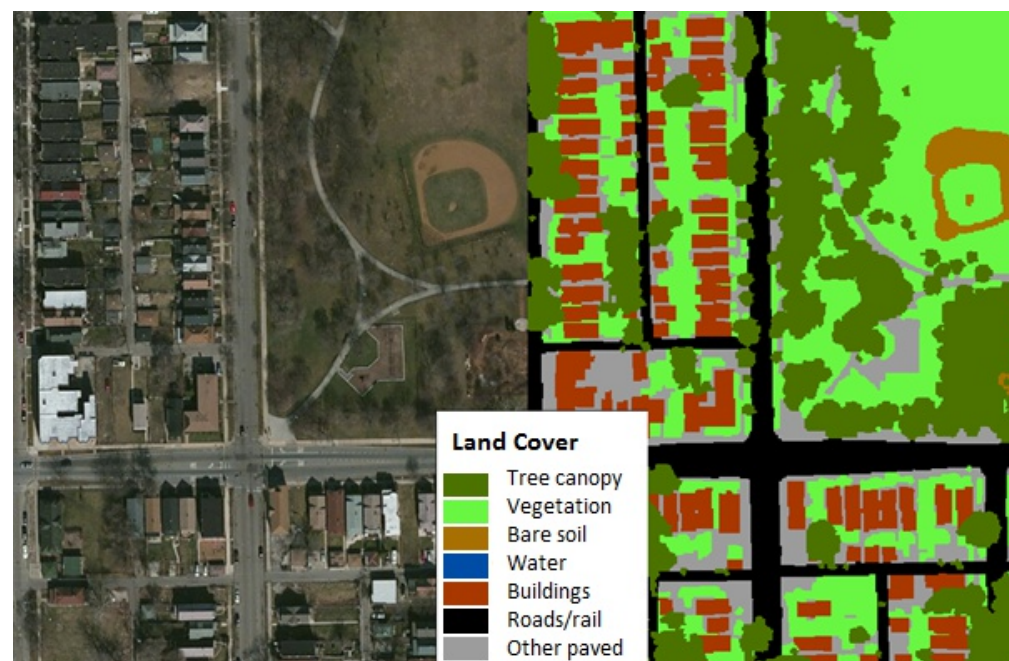 Land Cover
Tree canopy
Vegetation
Bare soil
Water
Buildings
Roads/rail
Other paved